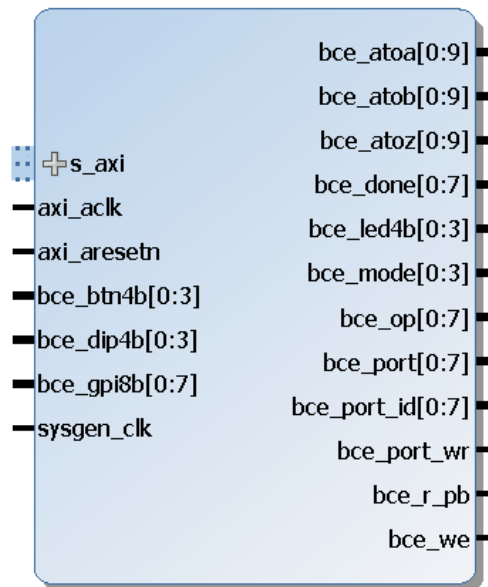 s_axi
axi_aclk
axi_aresetn
bce_btn4b[0:3]
bce_dip4b[0:3]
bce_gpi8b[0:7]
sysgen_clk
bce_atoa[0:9]
bce_atob[0:9]
bce_atoz[0:9]
bce_done[0:7]
bce_led4b[0:3]
bce_mode[0:3]
bce_op[0:7]
bce_port[0:7]
bce_port_id[0:7]
bce_port_wr
bce_r_pb
bce_we